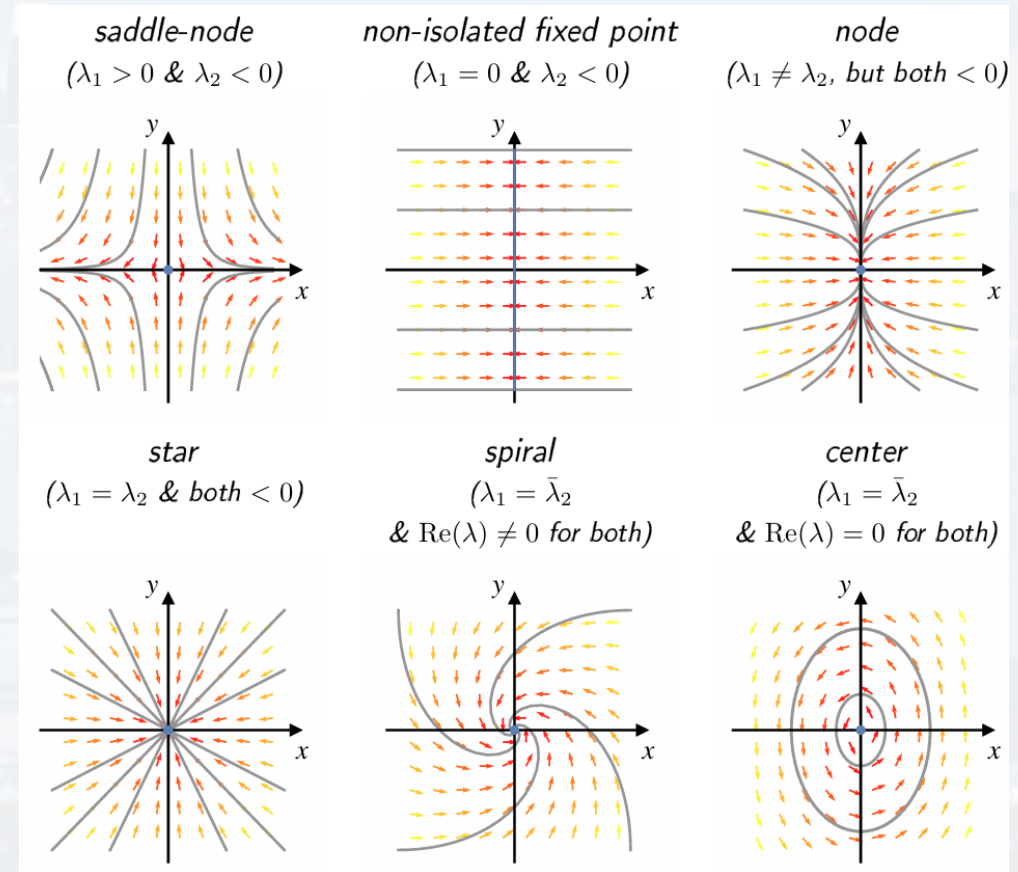 saddle-node
(λ₁ > 0 & λ₂ < 0)
non-isolated fixed point
(λ₁ = 0 & λ₂ < 0)
node
(λ₁ ≠ λ₂, but both < 0)
y
x
y
x
y
x
star
(λ₁ = λ₂ & both < 0)
spiral
(λ₁ = λ̄₂
& Re(λ) ≠ 0 for both)
center
(λ₁ = λ̄₂
& Re(λ) = 0 for both)
y
x
y
x
y
x